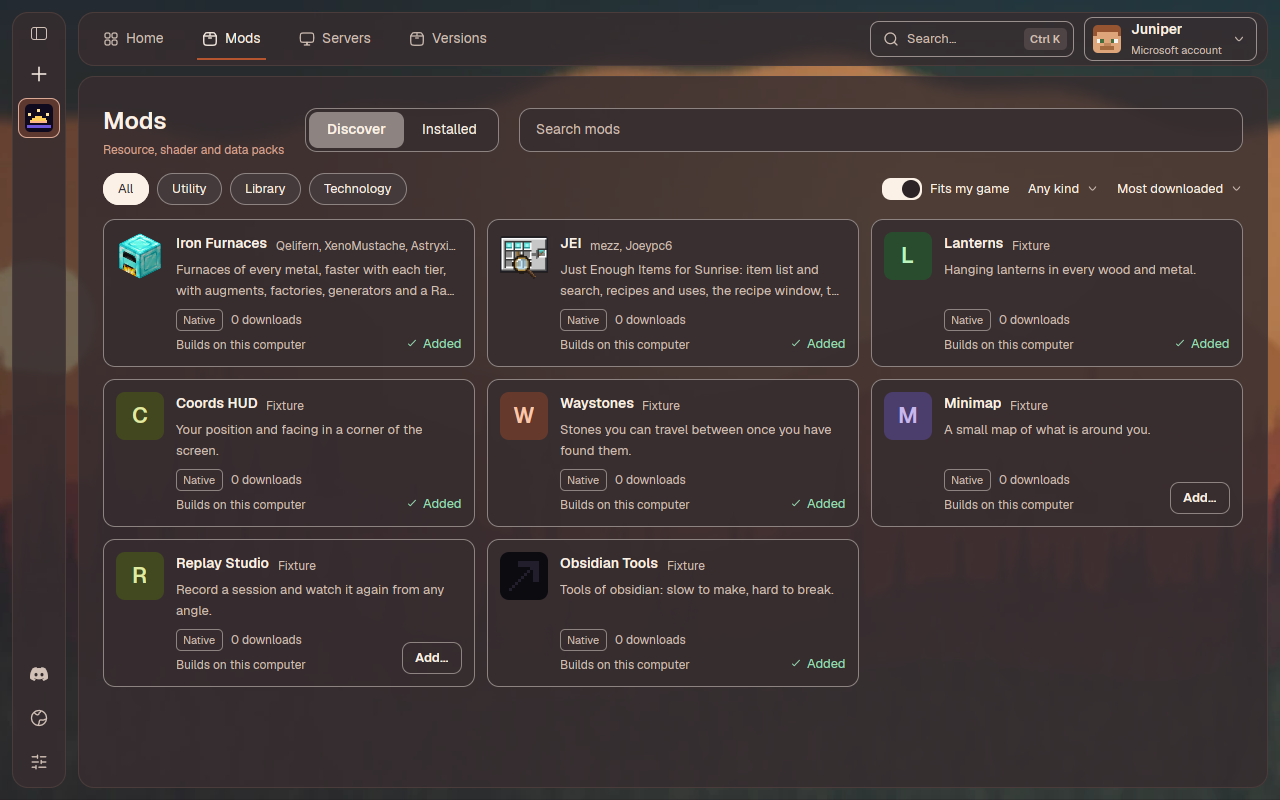 Home
Mods
Servers
Versions
Search...
Ctrl K
Juniper
Microsoft account
Mods
Resource, shader and data packs
Discover
Installed
Search mods
All
Utility
Library
Technology
Fits my game
Any kind
Most downloaded
Iron Furnaces Qelifern, XenoMustache, Astryxi...
Furnaces of every metal, faster with each tier,
with augments, factories, generators and a Ra...
Native 0 downloads
Builds on this computer
Added
JEI mezz, Joeypc6
Just Enough Items for Sunrise: item list and
search, recipes and uses, the recipe window, t...
Native 0 downloads
Builds on this computer
Added
L
Lanterns Fixture
Hanging lanterns in every wood and metal.
Native 0 downloads
Builds on this computer
Added
C
Coords HUD Fixture
Your position and facing in a corner of the
screen.
Native 0 downloads
Builds on this computer
Added
W
Waystones Fixture
Stones you can travel between once you have
found them.
Native 0 downloads
Builds on this computer
Added
M
Minimap Fixture
A small map of what is around you.
Native 0 downloads
Builds on this computer
Add...
R
Replay Studio Fixture
Record a session and watch it again from any
angle.
Native 0 downloads
Builds on this computer
Add...
Obsidian Tools Fixture
Tools of obsidian: slow to make, hard to break.
Native 0 downloads
Builds on this computer
Added